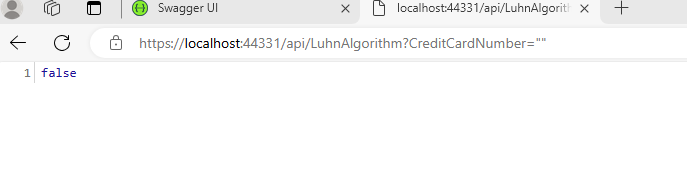 Swagger UI
localhost:44331/api/LuhnAlgorith
https://localhost:44331/api/LuhnAlgorithm?CreditCardNumber=""
1 false